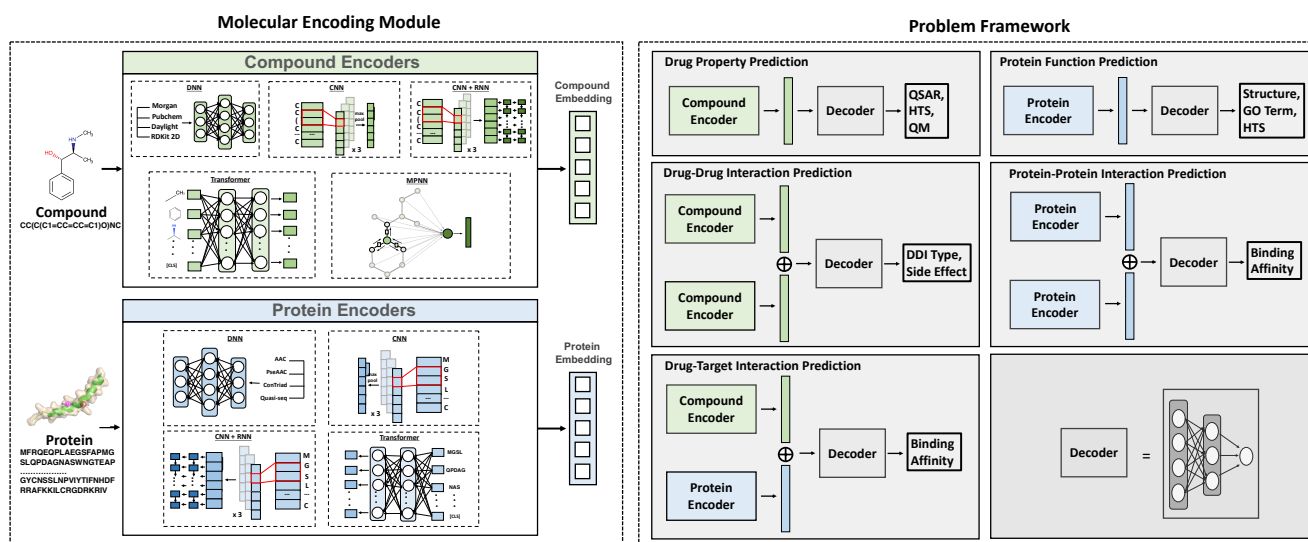 Molecular Encoding Module
Compound Encoders
DNN
Morgan
Pubchem
Daylight
RDKit 2D
CNN
C
C
(
C
...
C
max
pool
x 3
CNN + RNN
C
C
(
C
...
C
x 3
HO
HN
CH3
CH3
Compound
CC(C(C1=CC=CC=C1)O)NC
Transformer
[CLS]
MPNN
Compound
Embedding
Protein Encoders
DNN
AAC
PseAAC
ConTriad
Quasi-seq
CNN
max
pool
x 3
M
G
S
L
...
C
Protein
MFRQEQPLAEGSFAPMG
SLQPDAGNASWNGTEAP
..................
GYCNSSLNPVIYTIFNHDF
RRAFKKILCRGDRKRIV
CNN + RNN
x 3
M
G
S
L
...
C
Transformer
MGSL
GPDAG
NAS
[CLS]
Protein
Embedding
Problem Framework
Drug Property Prediction
Compound
Encoder
Decoder
QSAR,
HTS,
QM
Protein Function Prediction
Protein
Encoder
Decoder
Structure,
GO Term,
HTS
Drug-Drug Interaction Prediction
Compound
Encoder
Compound
Encoder
Decoder
DDI Type,
Side Effect
Protein-Protein Interaction Prediction
Protein
Encoder
Protein
Encoder
Decoder
Binding
Affinity
Drug-Target Interaction Prediction
Compound
Encoder
Protein
Encoder
Decoder
Binding
Affinity
Decoder
=